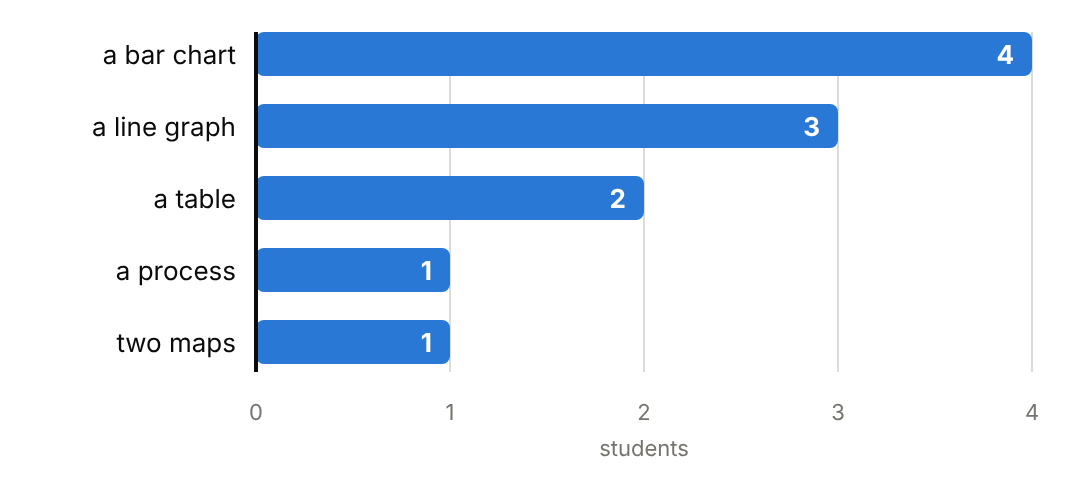 a bar chart 4
a line graph 3
a table 2
a process 1
two maps 1
0 1 2 3 4
students